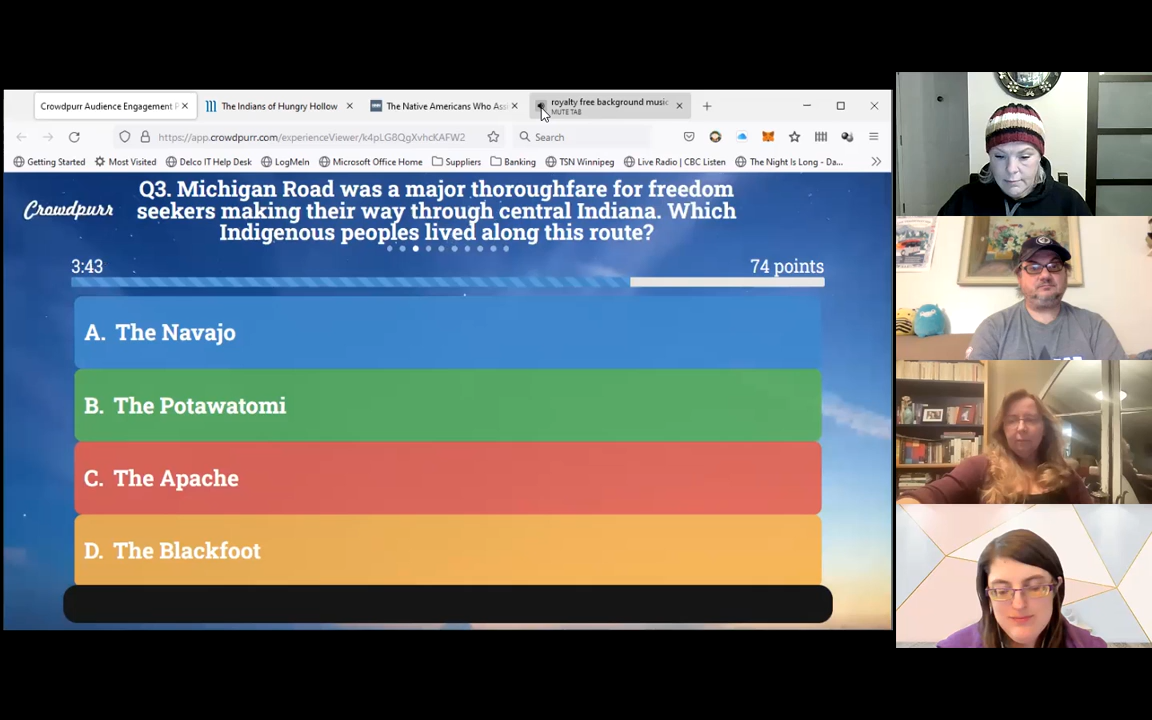 Crowdpurr Audience Engagement P
The Indians of Hungry Hollow
The Native Americans Who Ass
royalty free background music
MUTE TAB
https://app.crowdpurr.com/experienceViewer/k4pLG8QgXvhcKAFW2
Search
Getting Started
Most Visited
Delco IT Help Desk
LogMeIn
Microsoft Office Home
Suppliers
Banking
TSN Winnipeg
Live Radio | CBC Listen
The Night Is Long - Da...
Crowdpurr
Q3. Michigan Road was a major thoroughfare for freedom
seekers making their way through central Indiana. Which
Indigenous peoples lived along this route?
3:43
74 points
A. The Navajo
B. The Potawatomi
C. The Apache
D. The Blackfoot